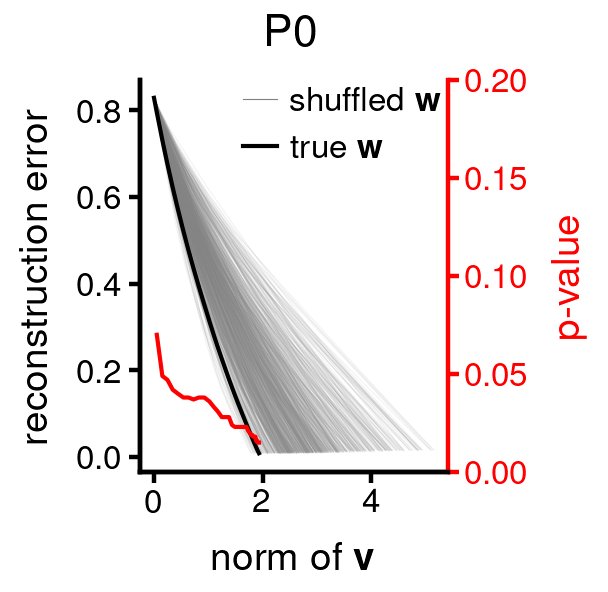 P0
reconstruction error
0.8
0.6
0.4
0.2
0.0
shuffled w
true w
0.20
0.15
0.10
0.05
0.00
p-value
0
2
4
norm of v